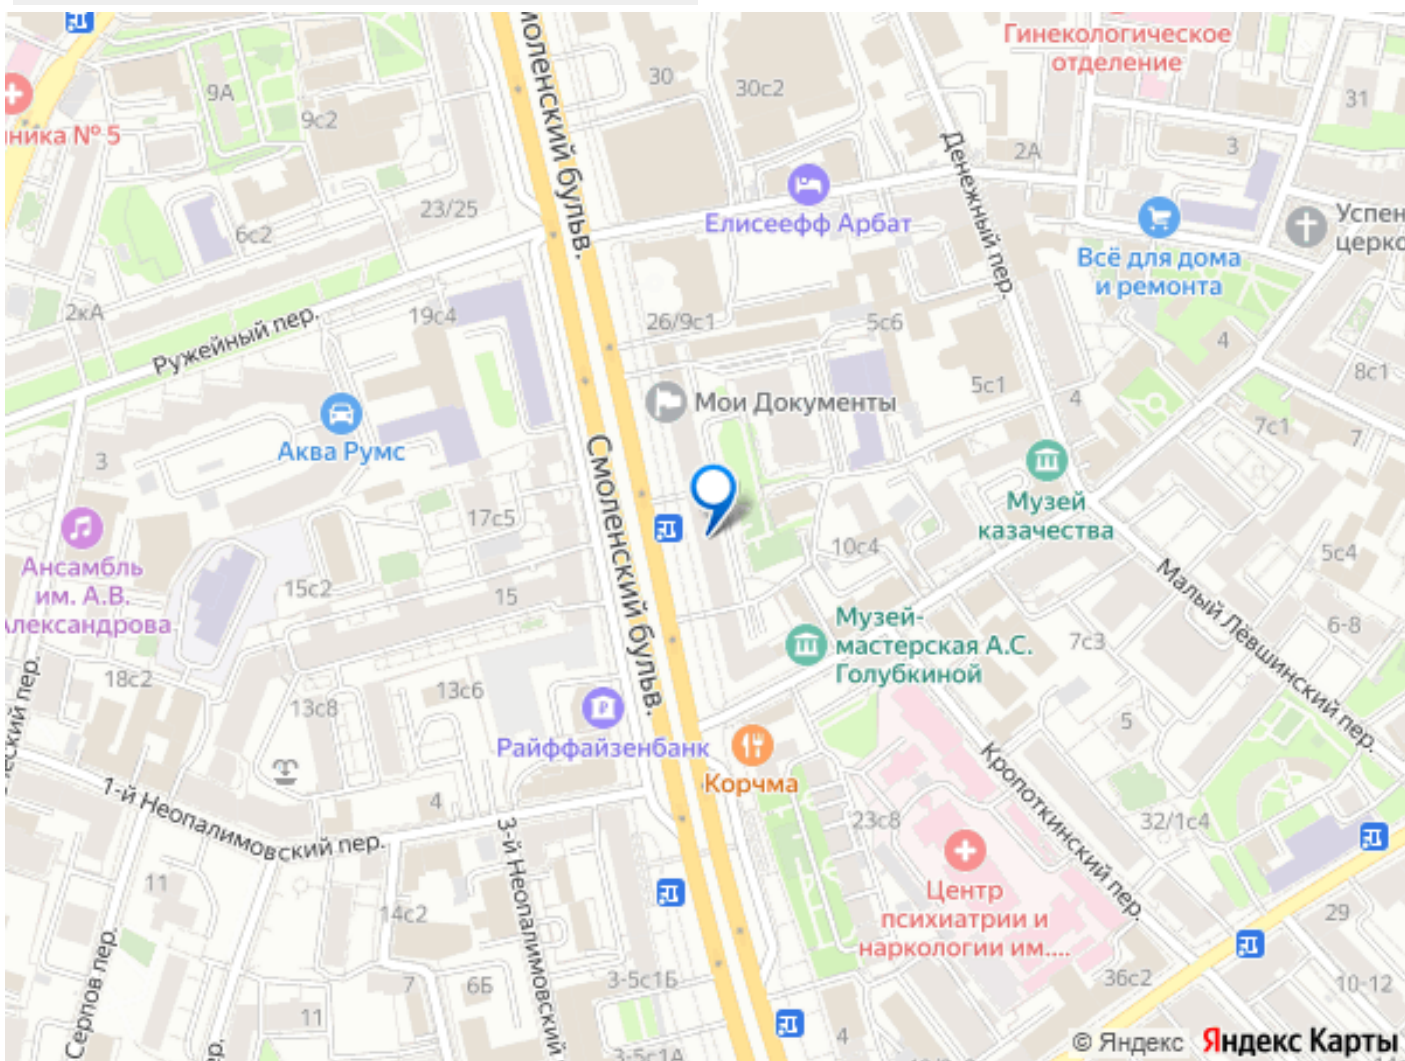 Гинекологическое
отделение
моленский бульв.
30
30с2
31
9А
9с2
ника № 5
2А
3
Денежный пер.
23/25
6с2
Елисеефф Арбат
Успен
церко
Всё для дома
и ремонта
2кА
Ружейный пер.
19с4
26/9с1
5с6
4
8с1
5с1
4
Мои Документы
7с1
7
Аква Румс
3
Смоленский бульв.
Музей
казачества
17с5
10с4
5с4
Ансамбль
им. А.В.
Александрова
15с2
15
Малый Лёвшинский пер.
Музей-
мастерская А.С.
Голубкиной
7с3
6-8
18с2
13с8
13с6
еский пер.
5
Райффайзенбанк
Корчма
Кропоткинский пер.
1-й Неопалимовский пер.
4
3-й Неопалимовский
23с8
32/1с4
Центр
психиатрии и
наркологии им....
11
14с2
29
Серпов пер.
7
6Б
3-5с1Б
36с2
10-12
11
р.
3-5с1А
4
© Яндекс Яндекс Карты